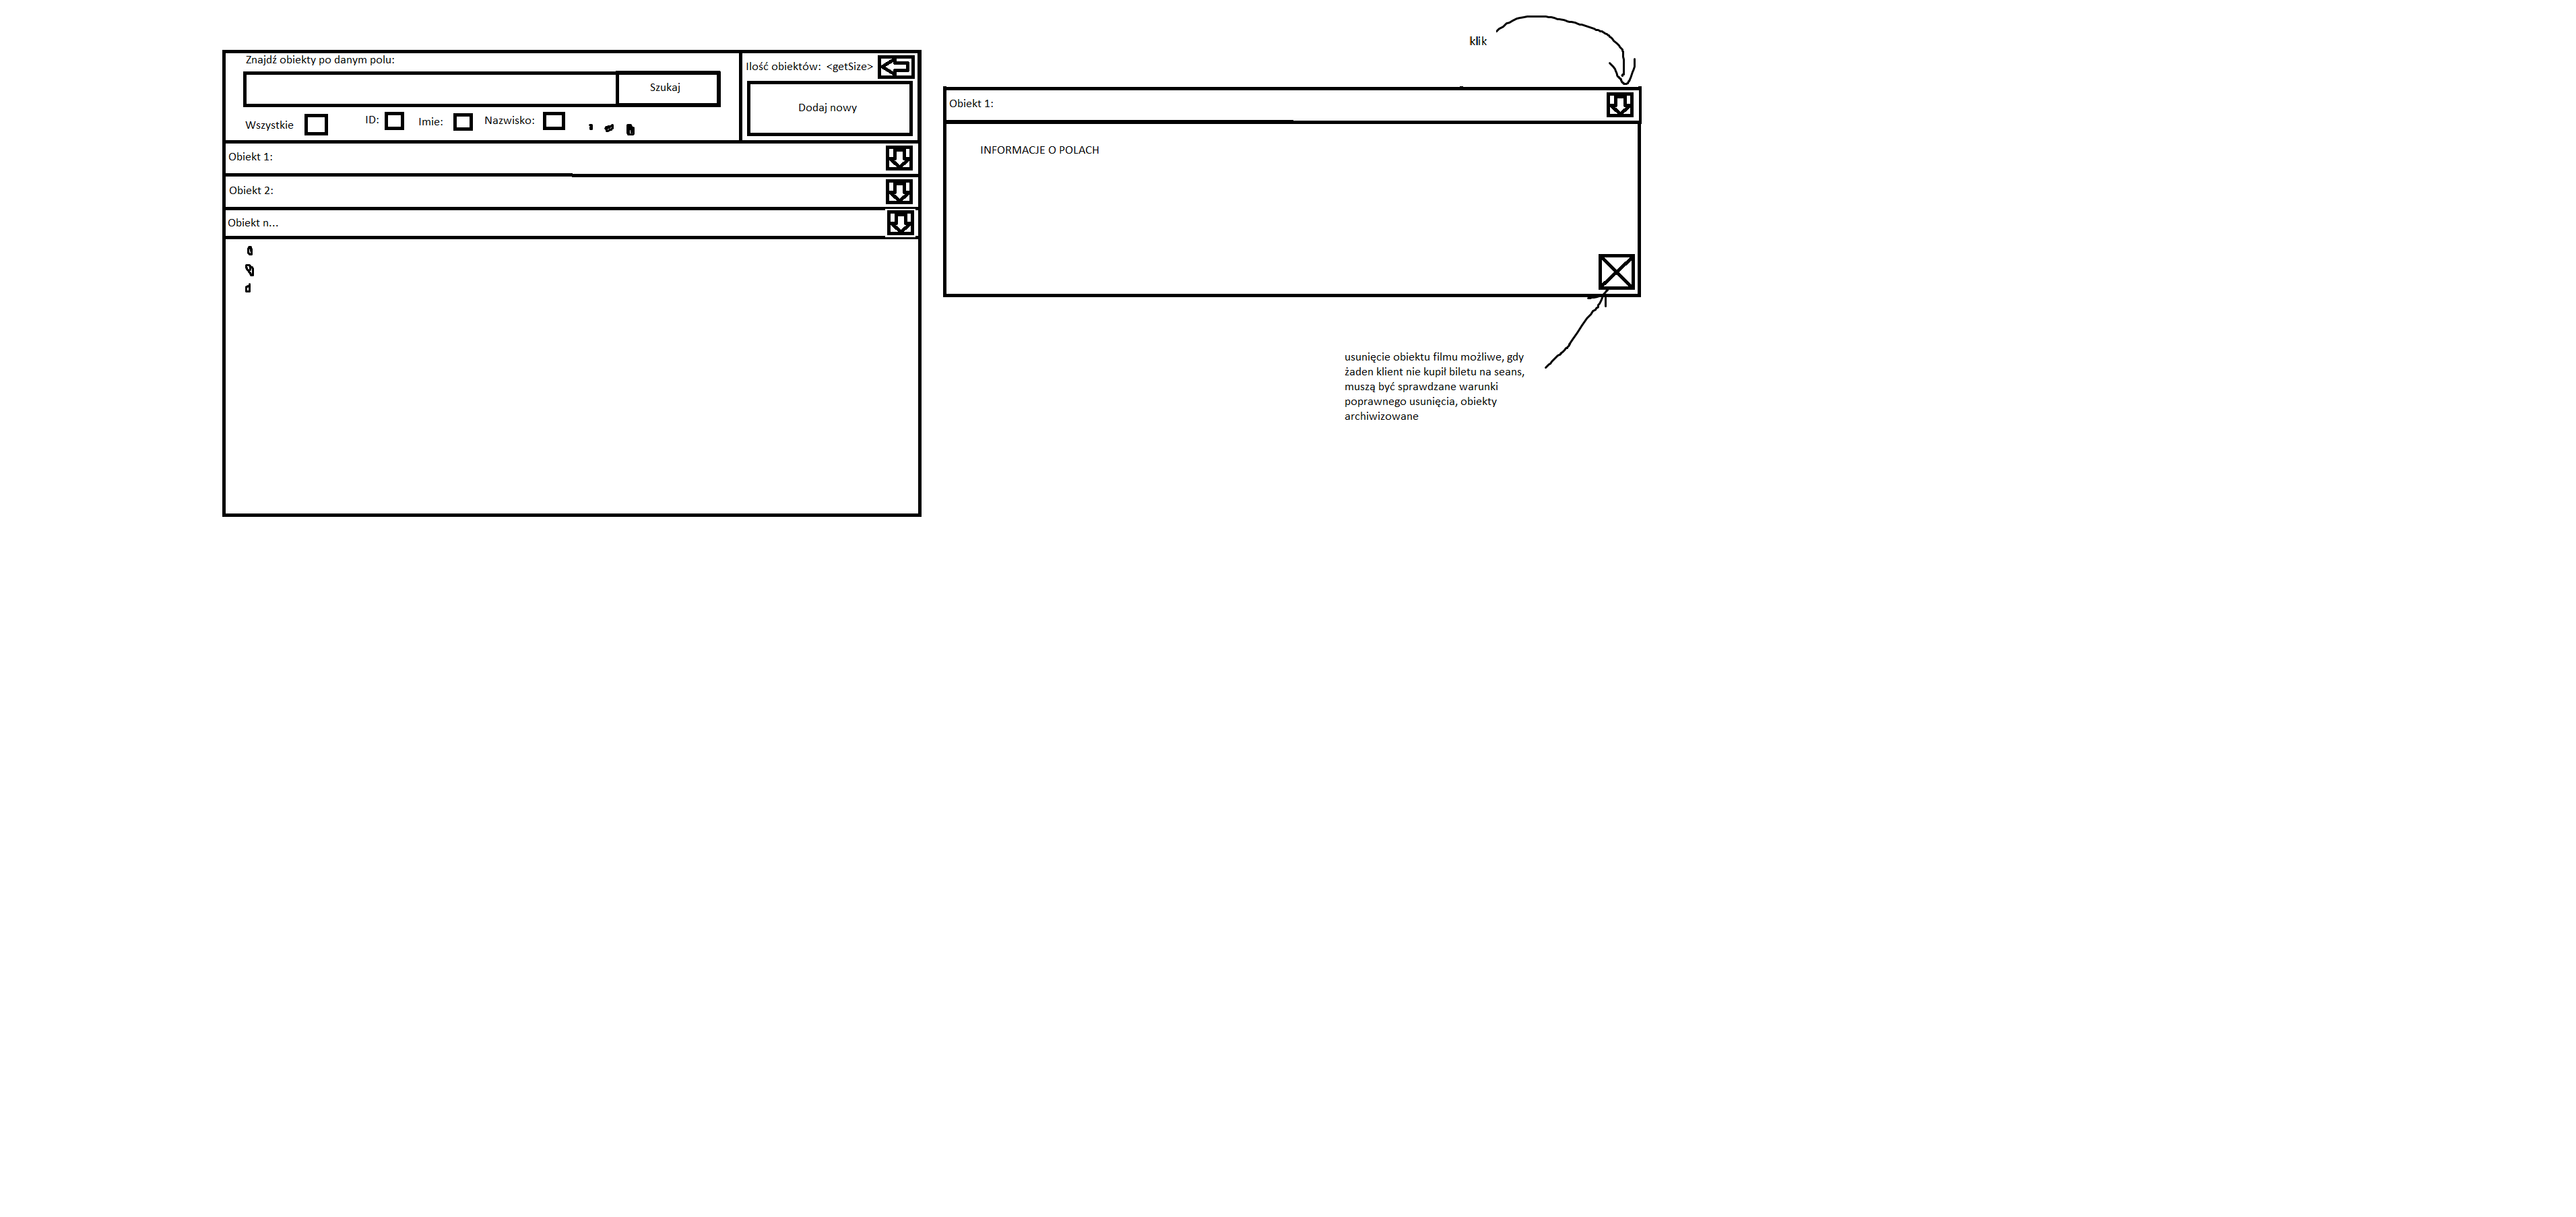 klik
Znajdź obiekty po danym polu:
Ilość obiektów: <getSize>
Szukaj
Dodaj nowy
Wszystkie
ID:
Imie:
Nazwisko:
Obiekt 1:
Obiekt 2:
Obiekt n...
Obiekt 1:
INFORMACJE O POLACH
usunięcie obiektu filmu możliwe, gdy
żaden klient nie kupił biletu na seans,
muszą być sprawdzane warunki
poprawnego usunięcia, obiekty
archiwizowane